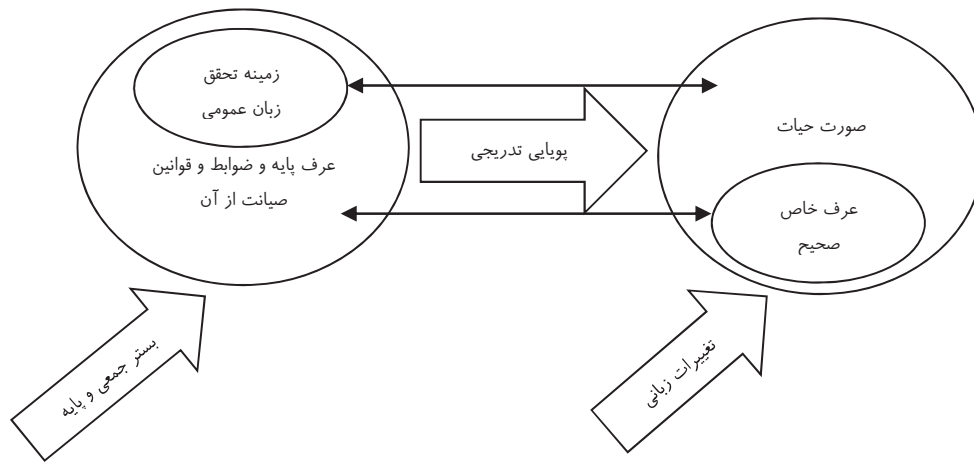 زمینه تحقق
زبان عمومی
عرف پایه و ضوابط و قوانین
صیانت از آن
پویایی تدریجی
صورت حیات
عرف خاص
صحیح
بستر جمعی و پایه
تغییرات زبانی